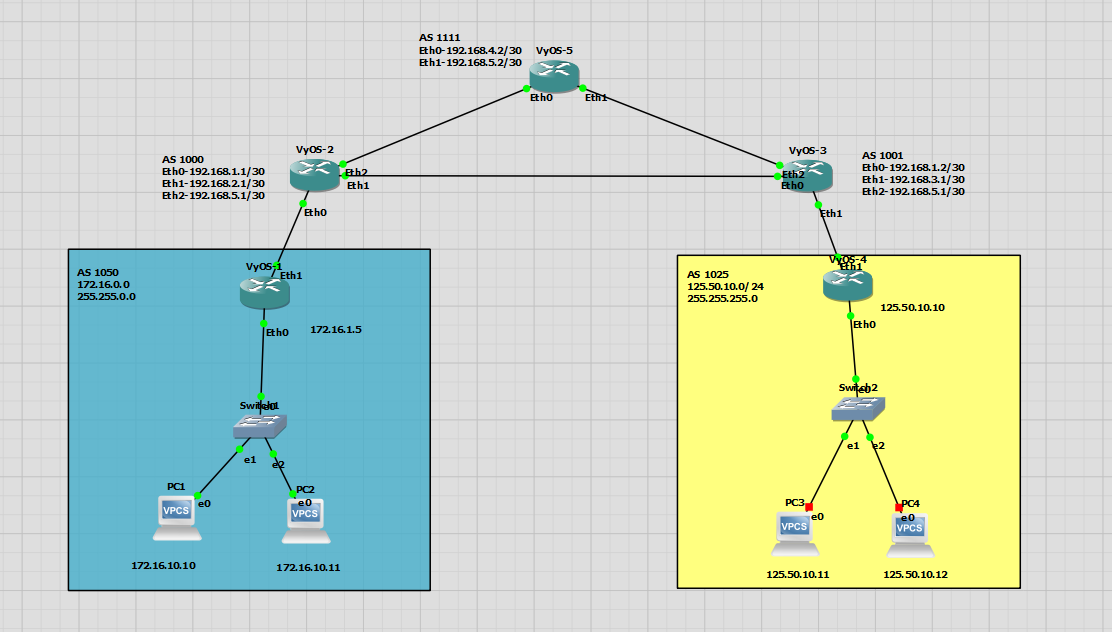 AS 1111
Eth0-192.168.4.2/30
Eth1-192.168.5.2/30
VyOS-5
Eth0
Eth1
VyOS-2
AS 1000
Eth0-192.168.1.1/30
Eth1-192.168.2.1/30
Eth2-192.168.5.1/30
Eth2
Eth1
Eth0
VyOS-3
AS 1001
Eth0-192.168.1.2/30
Eth1-192.168.3.1/30
Eth2-192.168.5.1/30
Eth2
Eth0
Eth1
AS 1050
172.16.0.0
255.255.0.0
VyOS-1
Eth1
Eth0
172.16.1.5
Switch1
e0
e1
e2
PC1
e0
VPCS
172.16.10.10
PC2
e0
VPCS
172.16.10.11
AS 1025
125.50.10.0/24
255.255.255.0
VyOS-4
Eth1
125.50.10.10
Eth0
Switch2
e0
e1
e2
PC3
e0
VPCS
125.50.10.11
PC4
e0
VPCS
125.50.10.12